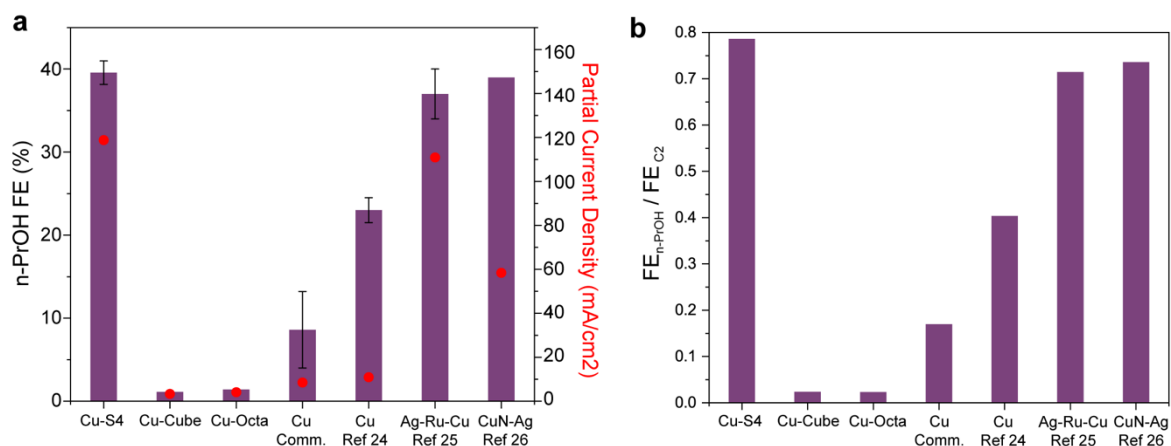 a
n-PrOH FE (%)
40
30
20
10
0
160
140
120
100
80
60
40
20
0
Partial Current Density (mA/cm2)
Cu-S4
Cu-Cube
Cu-Octa
Cu
Comm.
Cu
Ref 24
Ag-Ru-Cu
Ref 25
CuN-Ag
Ref 26
b
FE n-PrOH / FE C2
0.8
0.7
0.6
0.5
0.4
0.3
0.2
0.1
0.0
Cu-S4
Cu-Cube
Cu-Octa
Cu
Comm.
Cu
Ref 24
Ag-Ru-Cu
Ref 25
CuN-Ag
Ref 26